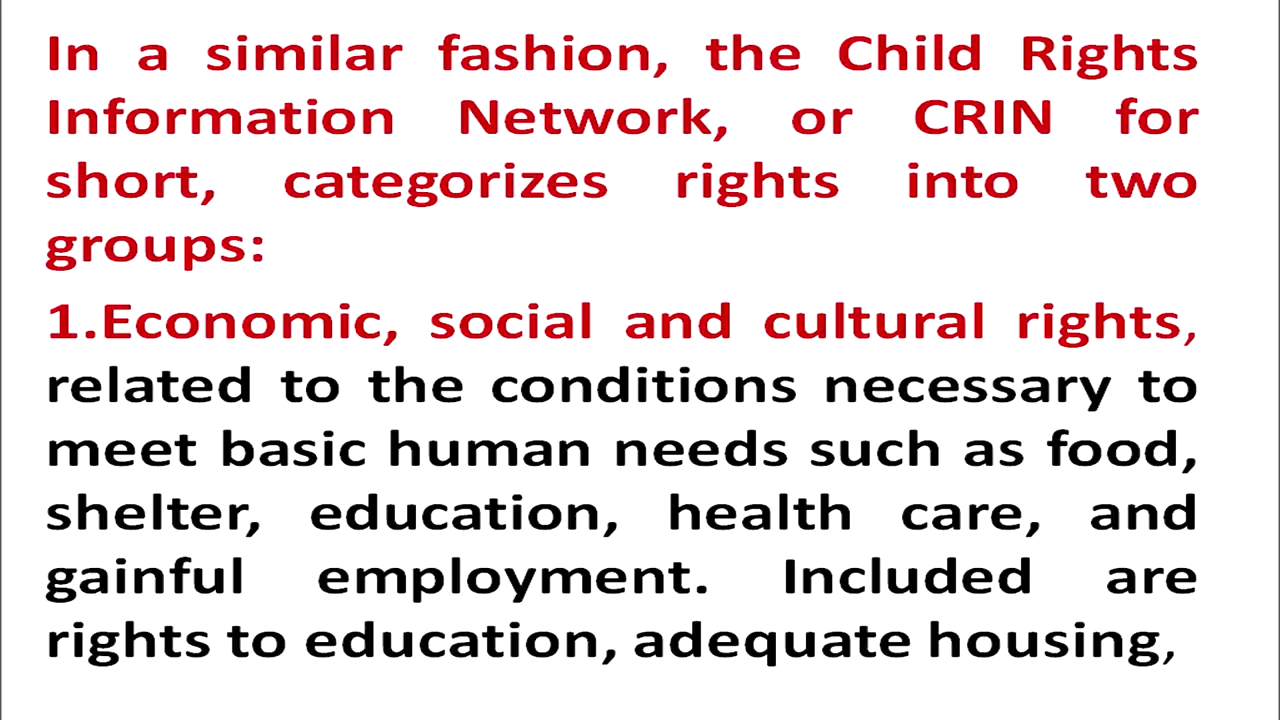 In a similar fashion, the Child Rights
Information Network, or CRIN for
short, categorizes rights into two
groups:
1.Economic, social and cultural rights,
related to the conditions necessary to
meet basic human needs such as food,
shelter, education, health care, and
gainful employment. Included are
rights to education, adequate housing,